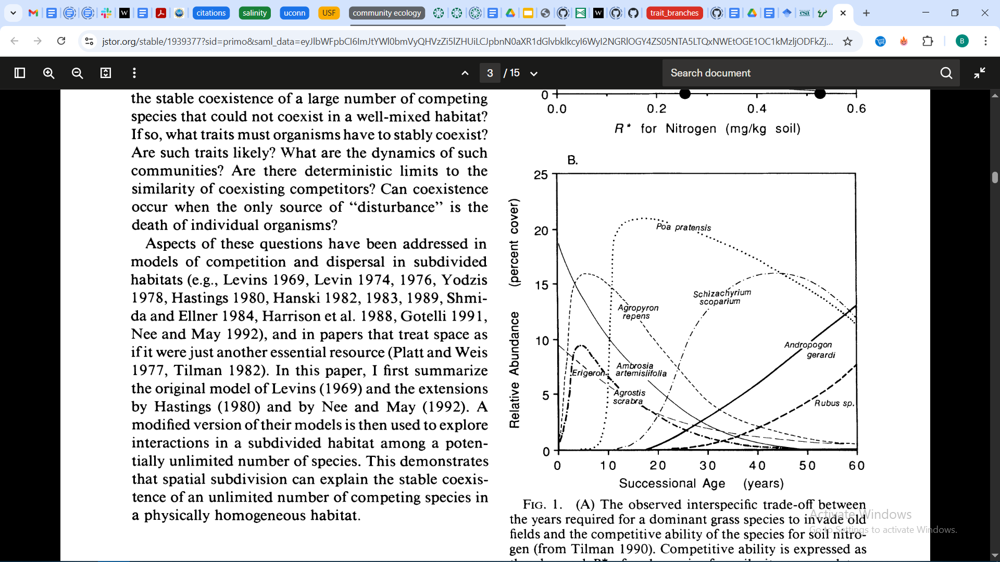 citations
salinity
uconn
USF
community ecology
W
W
trait_branches
esa
jstor.org/stable/1939377?sid=primo&saml_data=
B
3 / 15
Search document
the stable coexistence of a large number of competing
species that could not coexist in a well-mixed habitat?
If so, what traits must organisms have to stably coexist?
Are such traits likely? What are the dynamics of such
communities? Are there deterministic limits to the
similarity of coexisting competitors? Can coexistence
occur when the only source of “disturbance” is the
death of individual organisms?
Aspects of these questions have been addressed in
models of competition and dispersal in subdivided
habitats (e.g., Levins 1969, Levin 1974, 1976, Yodzis
1978, Hastings 1980, Hanski 1982, 1983, 1989, Shmi-
da and Ellner 1984, Harrison et al. 1988, Gotelli 1991,
Nee and May 1992), and in papers that treat space as
if it were just another essential resource (Platt and Weis
1977, Tilman 1982). In this paper, I first summarize
the original model of Levins (1969) and the extensions
by Hastings (1980) and by Nee and May (1992). A
modified version of their models is then used to explore
interactions in a subdivided habitat among a poten-
tially unlimited number of species. This demonstrates
that spatial subdivision can explain the stable coexis-
tence of an unlimited number of competing species in
a physically homogeneous habitat.
0
0.0 0.2 0.4 0.6
R* for Nitrogen (mg/kg soil)
B.
Relative Abundance (percent cover)
25
20
15
10
5
0
Poa pratensis
Schizachyrium
scoparium
Agropyron
repens
Andropogon
gerardi
Ambrosia
artemisiifolia
Erigeron
Agrostis
scrabra
Rubus sp.
0 10 20 30 40 50 60
Successional Age (years)
FIG. 1. (A) The observed interspecific trade-off between
the years required for a dominant grass species to invade old
fields and the competitive ability of the species for soil nitro-
gen (from Tilman 1990). Competitive ability is expressed as
Activate Windows
Go to Settings to activate Windows.